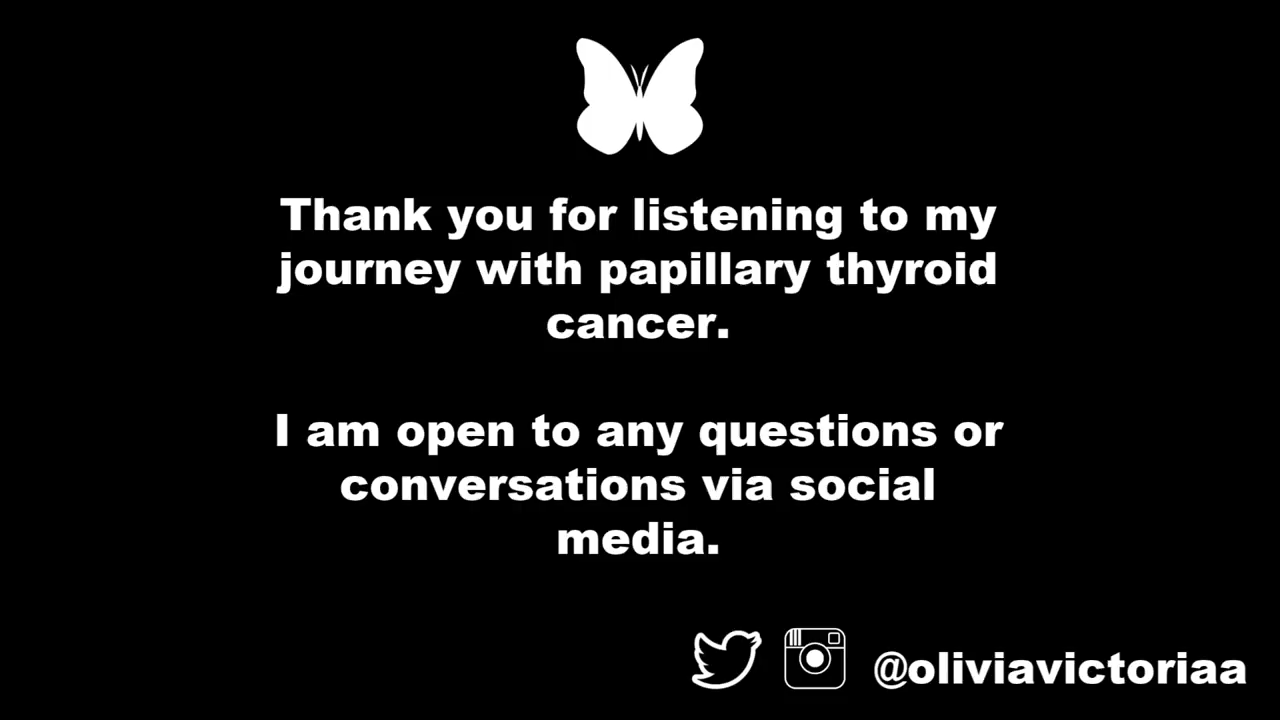 Thank you for listening to my
journey with papillary thyroid
cancer.
I am open to any questions or
conversations via social
media.
@oliviavictoriaa